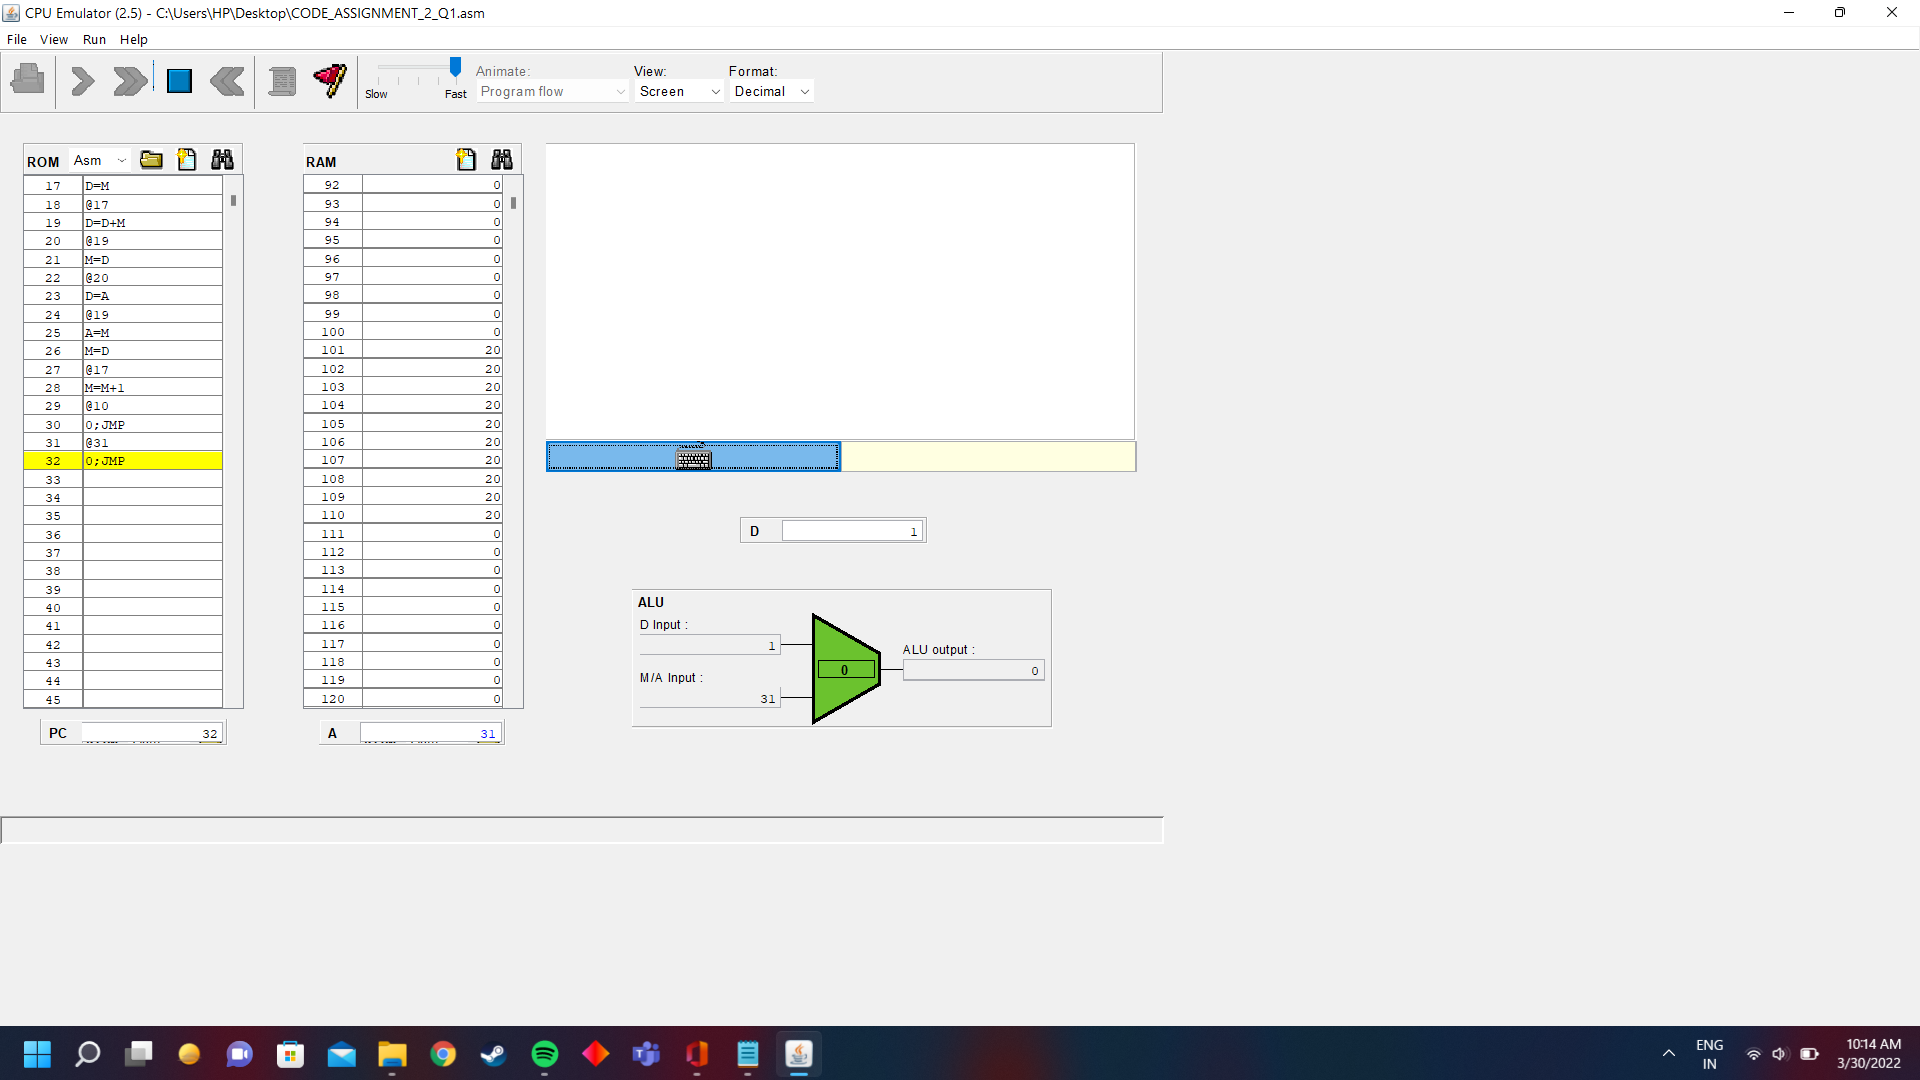 CPU Emulator (2.5) - C:\Users\HP\Desktop\CODE_ASSIGNMENT_2_Q1.asm
File View Run Help
Slow Fast
Animate:
Program flow
View:
Screen
Format:
Decimal
ROM Asm
17 D=M
18 @17
19 D=D+M
20 @19
21 M=D
22 @20
23 D=A
24 @19
25 A=M
26 M=D
27 @17
28 M=M+1
29 @10
30 0;JMP
31 @31
32 0;JMP
33
34
35
36
37
38
39
40
41
42
43
44
45
PC 32
RAM
92 0
93 0
94 0
95 0
96 0
97 0
98 0
99 0
100 0
101 20
102 20
103 20
104 20
105 20
106 20
107 20
108 20
109 20
110 20
111 0
112 0
113 0
114 0
115 0
116 0
117 0
118 0
119 0
120 0
A 31
D 1
ALU
D Input :
1
M/A Input :
31
0
ALU output :
0
ENG
IN
10:14 AM
3/30/2022